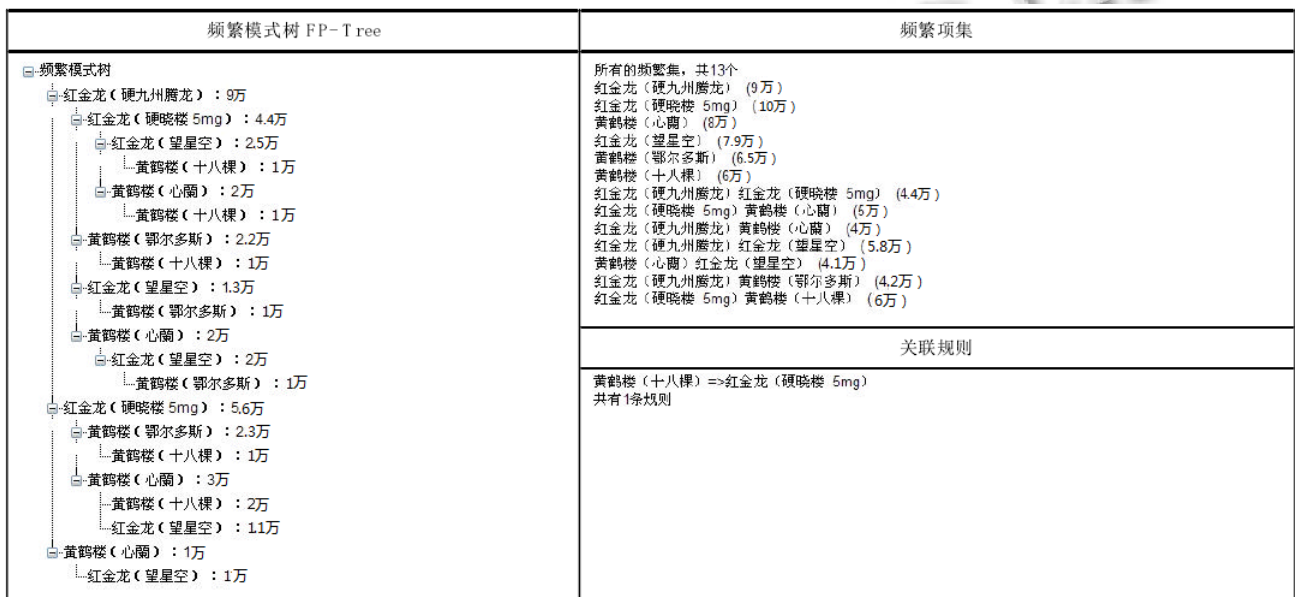 频繁模式树 FP-Tree
频繁模式树
红金龙(硬九州腾龙):9万
红金龙(硬晓楼 5mg):4.4万
红金龙(望星空):2.5万
黄鹤楼(十八棵):1万
黄鹤楼(心蘭):2万
黄鹤楼(十八棵):1万
黄鹤楼(鄂尔多斯):2.2万
黄鹤楼(十八棵):1万
红金龙(望星空):1.3万
黄鹤楼(鄂尔多斯):1万
黄鹤楼(心蘭):2万
红金龙(望星空):2万
黄鹤楼(鄂尔多斯):1万
红金龙(硬晓楼5mg):5.6万
黄鹤楼(鄂尔多斯):2.3万
黄鹤楼(十八棵):1万
黄鹤楼(心蘭):3万
黄鹤楼(十八棵):2万
红金龙(望星空):1.1万
黄鹤楼(心蘭):1万
红金龙(望星空):1万
频繁项集
所有的频繁集，共13个
红金龙（硬九州腾龙）(9万)
红金龙（硬晓楼 5mg）(10万)
黄鹤楼（心蘭）(8万)
红金龙（望星空）(7.9万)
黄鹤楼（鄂尔多斯）(6.5万)
黄鹤楼（十八棵）(6万)
红金龙（硬九州腾龙）红金龙（硬晓楼 5mg）(4.4万)
红金龙（硬晓楼 5mg）黄鹤楼（心蘭）(5万)
红金龙（硬九州腾龙）黄鹤楼（心蘭）(4万)
红金龙（硬九州腾龙）红金龙（望星空）(5.8万)
黄鹤楼（心蘭）红金龙（望星空）(4.1万)
红金龙（硬九州腾龙）黄鹤楼（鄂尔多斯）(4.2万)
红金龙（硬晓楼 5mg）黄鹤楼（十八棵）(6万)
关联规则
黄鹤楼（十八棵）=>红金龙（硬晓楼 5mg）
共有1条规则